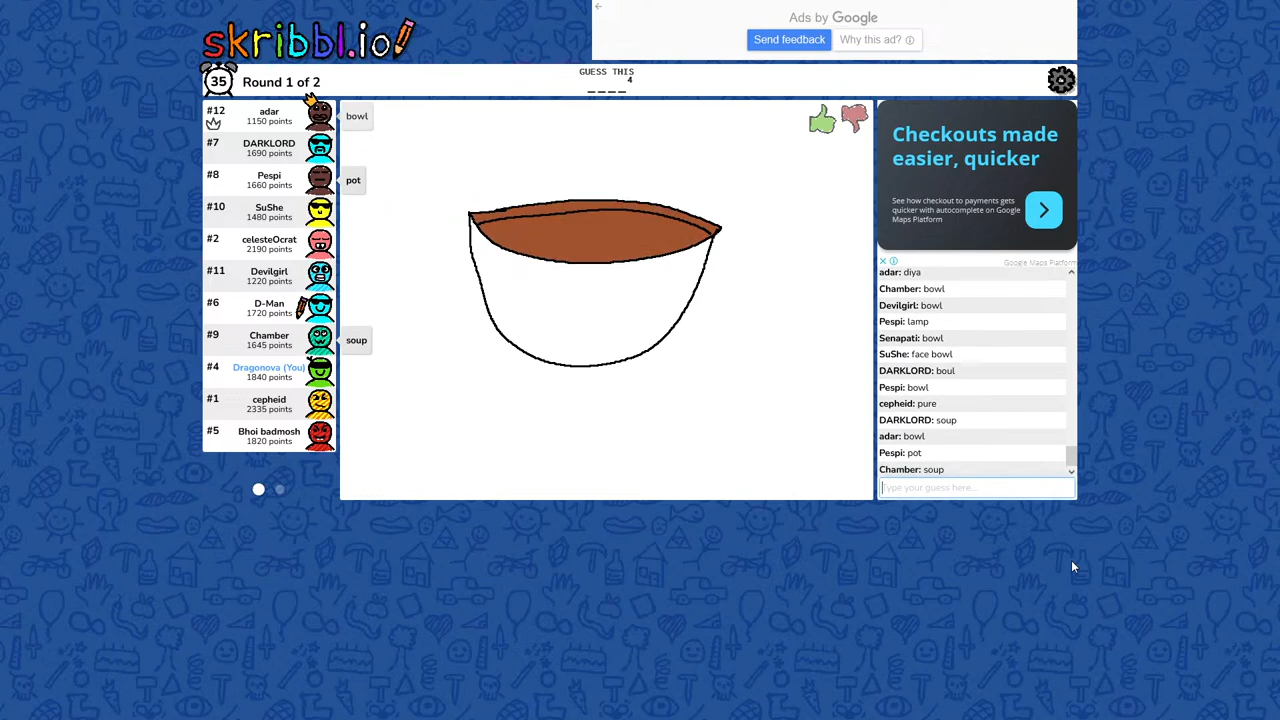 skribbl.io
Ads by Google
Send feedback
Why this ad?
35
Round 1 of 2
GUESS THIS
4
_ _ _ _
#12
adar
1150 points
bowl
#7
DARKLORD
1690 points
#8
Pespi
1660 points
pot
#10
SuShe
1480 points
#2
celesteOcrat
2190 points
#11
Devilgirl
1220 points
#6
D-Man
1720 points
#9
Chamber
1645 points
soup
#4
Dragonova (You)
1840 points
#1
cepheid
2335 points
#5
Bhoi badmosh
1820 points
Checkouts made
easier, quicker
See how checkout to payments gets
quicker with autocomplete on Google
Maps Platform
Google Maps Platform
adar: diya
Chamber: bowl
Devilgirl: bowl
Pespi: lamp
Senapati: bowl
SuShe: face bowl
DARKLORD: boul
Pespi: bowl
cepheid: pure
DARKLORD: soup
adar: bowl
Pespi: pot
Chamber: soup
Type your guess here...